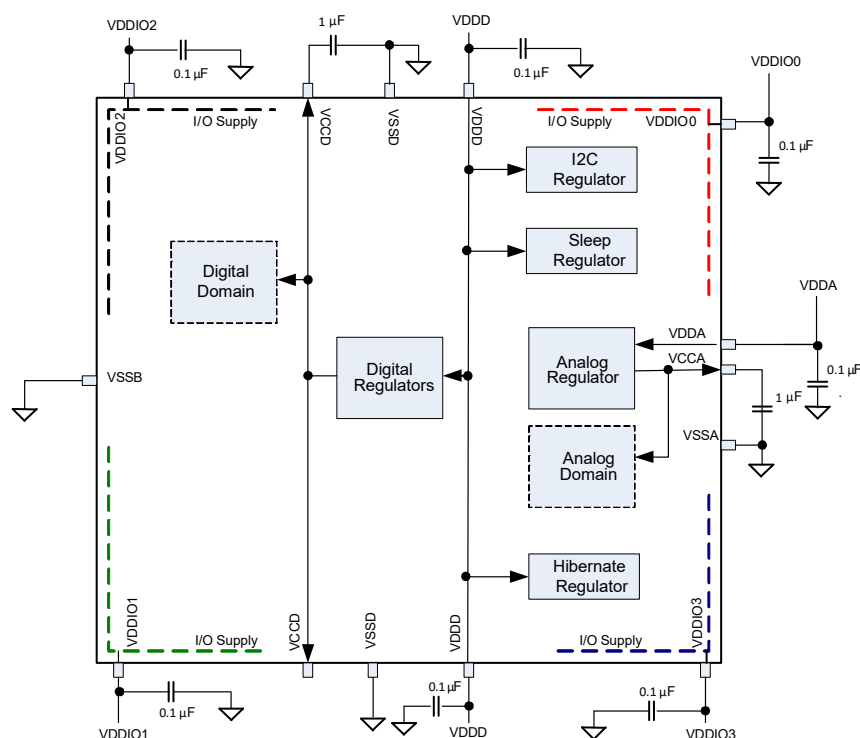 VDDIO2
0.1 µF
1 µF
VDDD
0.1 µF
VDDIO0
0.1 µF
VDDIO2
I/O Supply
VCCD
VSSD
VDDD
I/O Supply
VDDIO0
I2C
Regulator
Sleep
Regulator
Digital
Domain
VDDA
VDDA
Digital
Regulators
Analog
Regulator
VCCA
0.1 µF
1 µF
VSSB
VSSA
Analog
Domain
Hibernate
Regulator
VDDIO1
I/O Supply
VCCD
VSSD
VDDD
I/O Supply
VDDIO3
0.1 µF
VDDIO1
0.1 µF
VDDD
0.1 µF
VDDIO3